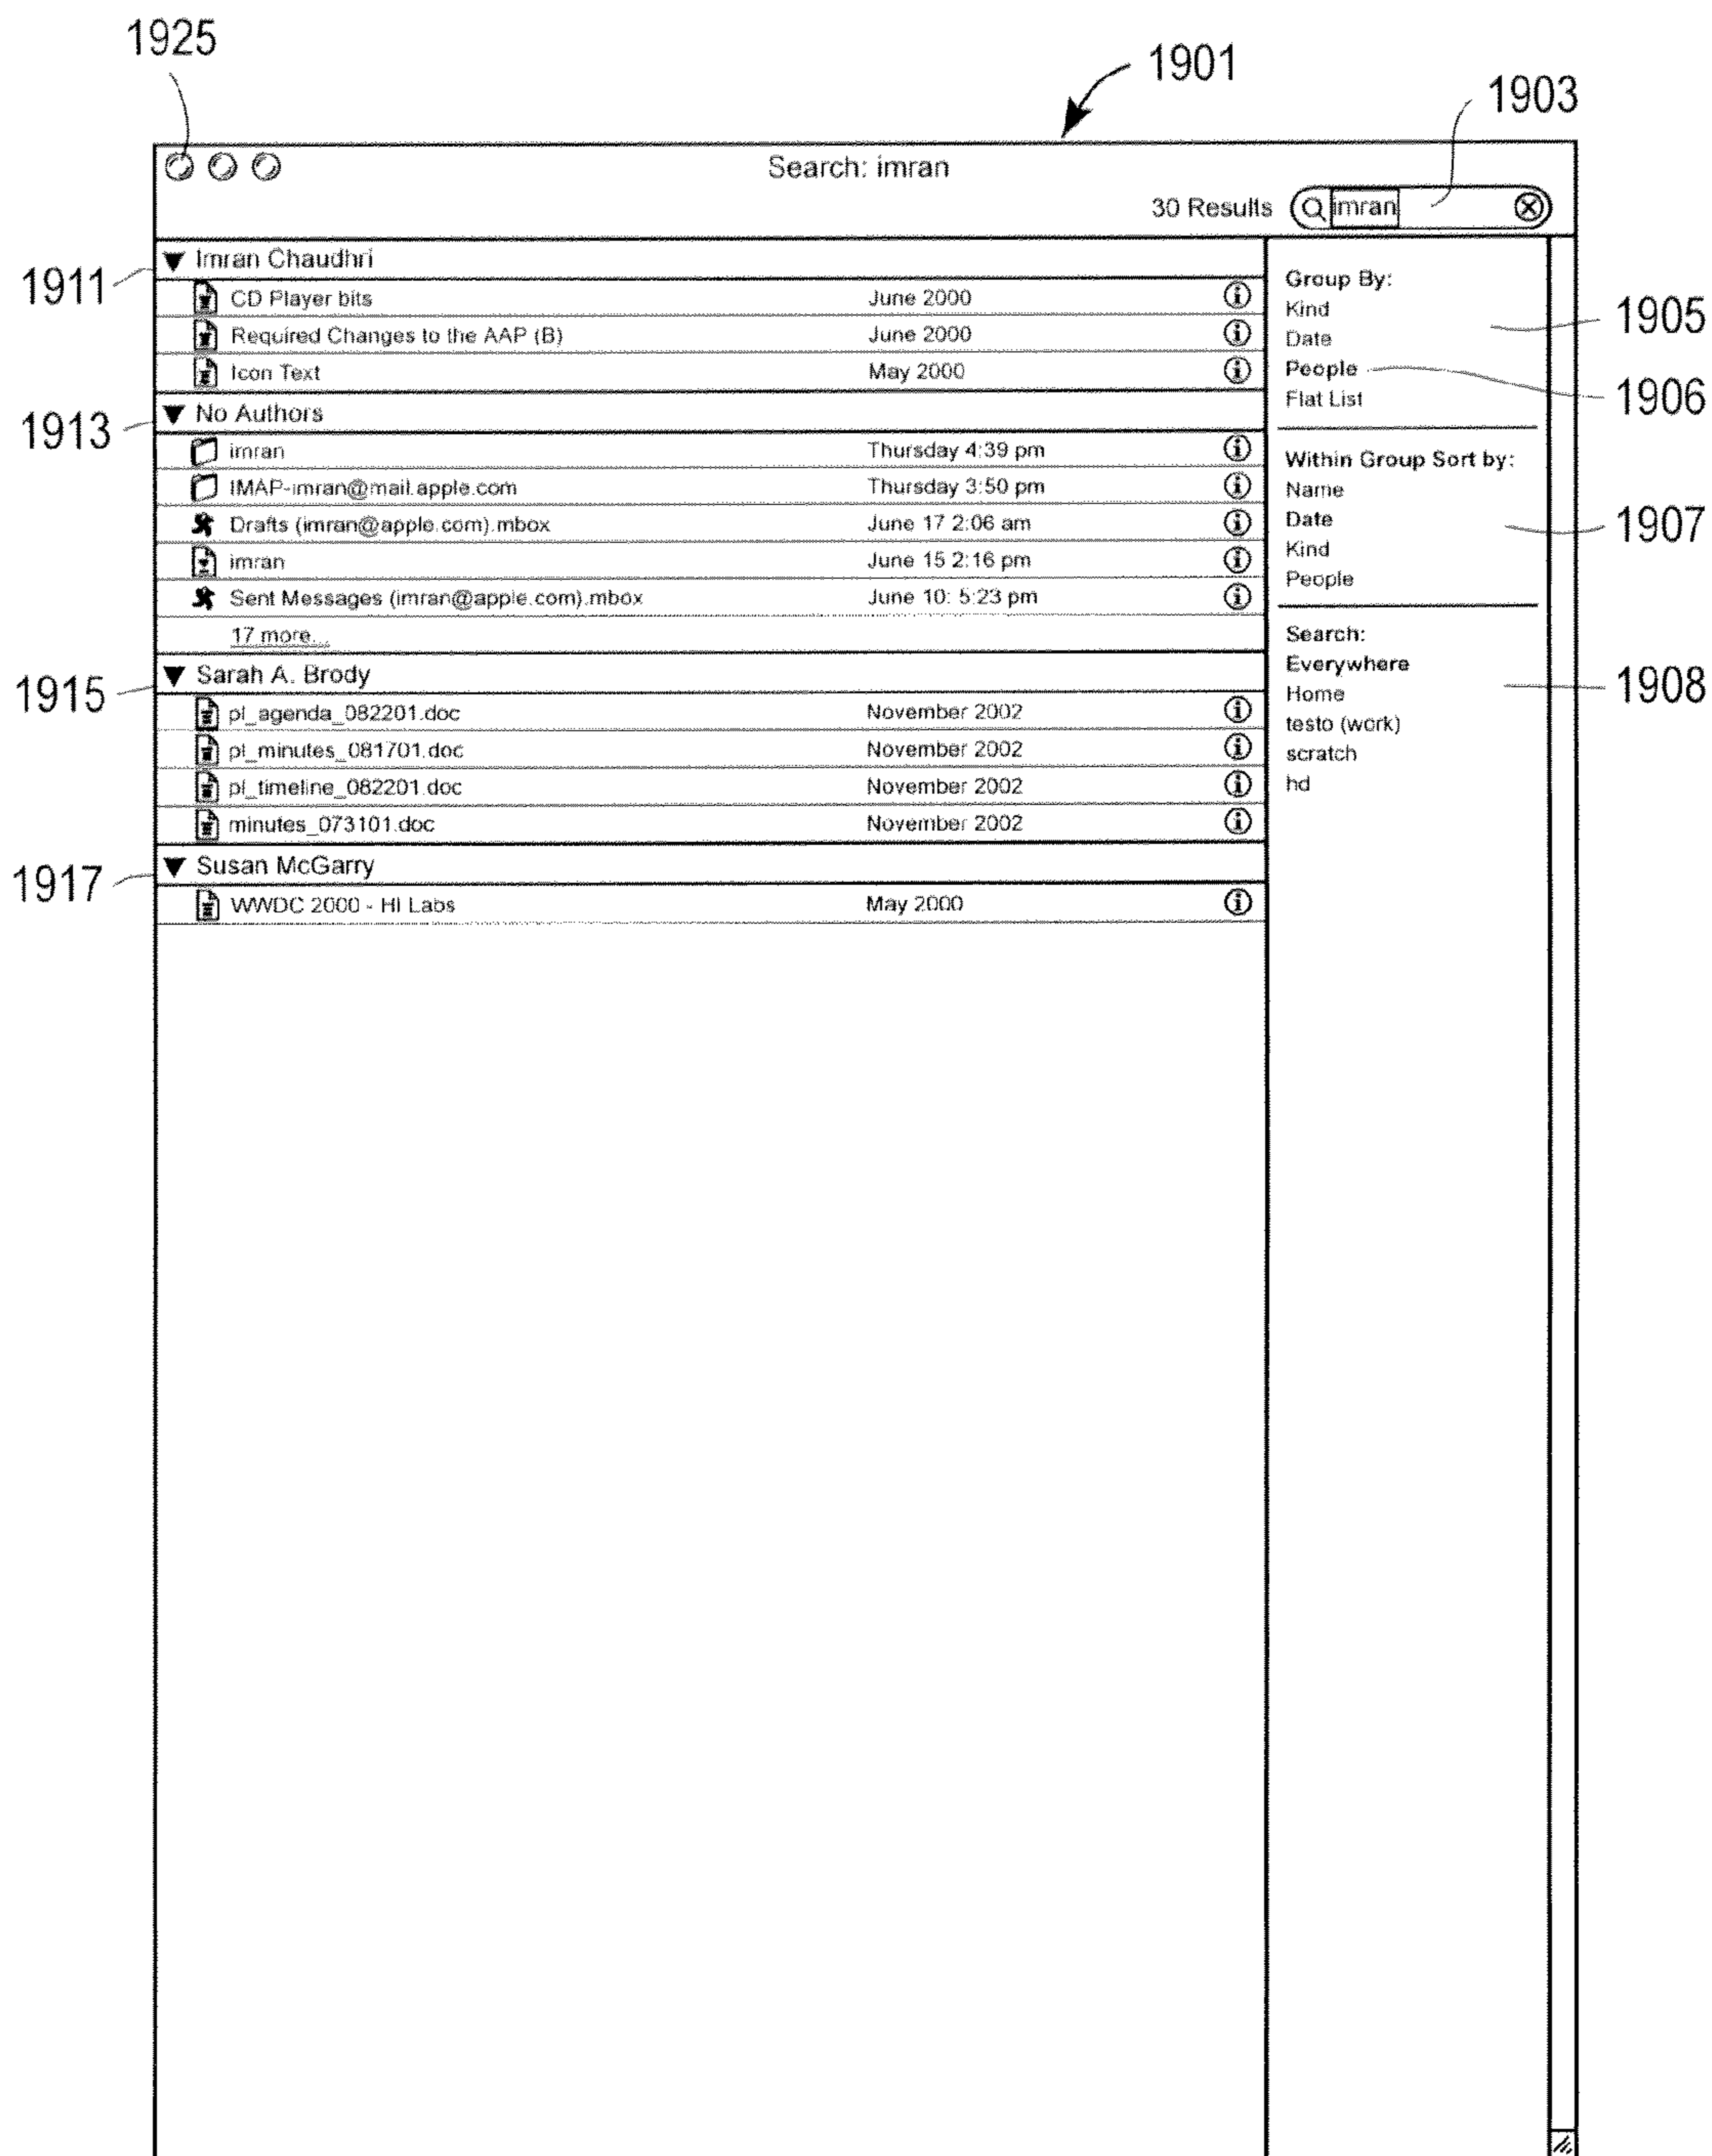 1925
1901
1903
Search: imran
30 Results imran
1911
Imran Chaudhri
CD Player bits June 2000
Required Changes to the AAP (B) June 2000
Icon Text May 2000
1913
No Authors
imran Thursday 4:39 pm
IMAP-imran@mail.apple.com Thursday 3:50 pm
Drafts (imran@apple.com).mbox June 17 2:06 am
imran June 15 2:16 pm
Sent Messages (imran@apple.com).mbox June 10: 5:23 pm
17 more...
1915
Sarah A. Brody
pl_agenda_082201.doc November 2002
pl_minutes_081701.doc November 2002
pl_timeline_082201.doc November 2002
minutes_073101.doc November 2002
1917
Susan McGarry
WWDC 2000 - HI Labs May 2000
Group By:
Kind
Date
People
Flat List
1905
1906
Within Group Sort by:
Name
Date
Kind
People
1907
Search:
Everywhere
Home
testo (work)
scratch
hd
1908